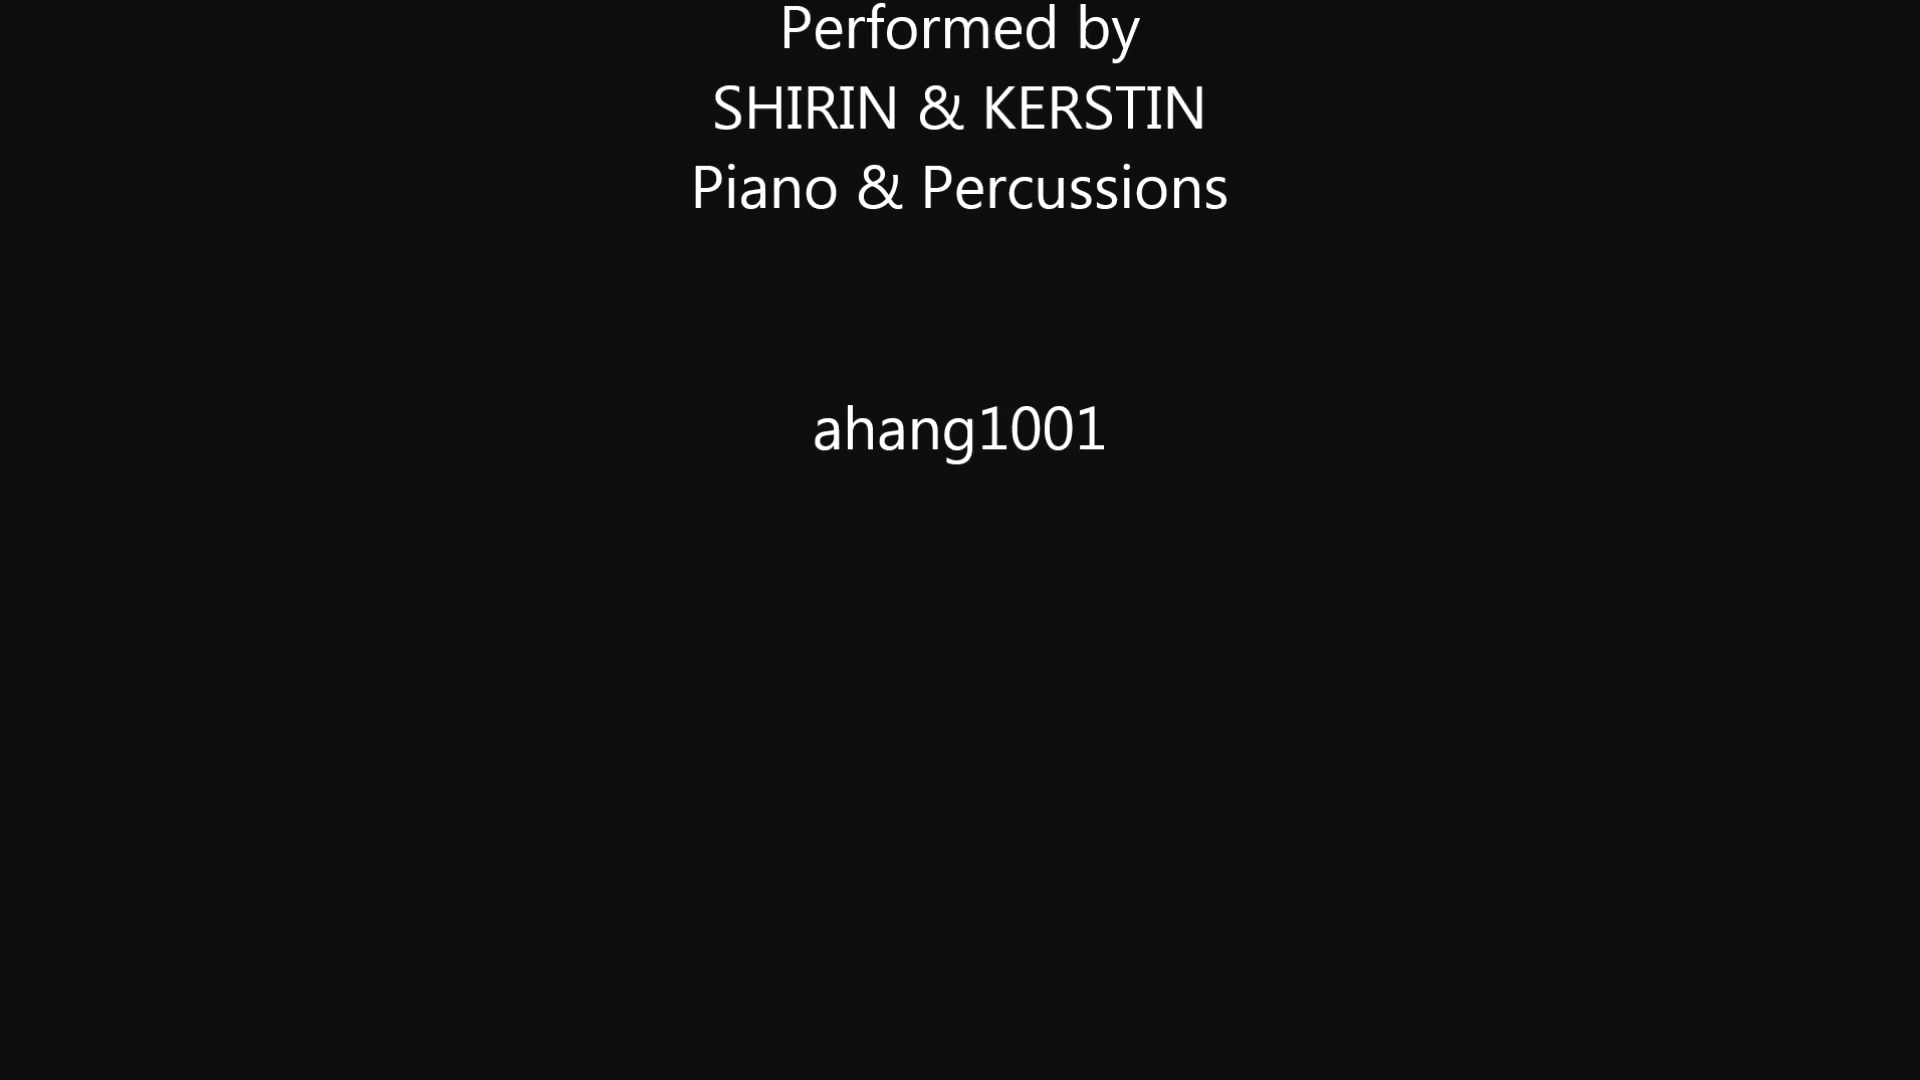 Performed by
SHIRIN & KERSTIN
Piano & Percussions
ahang1001